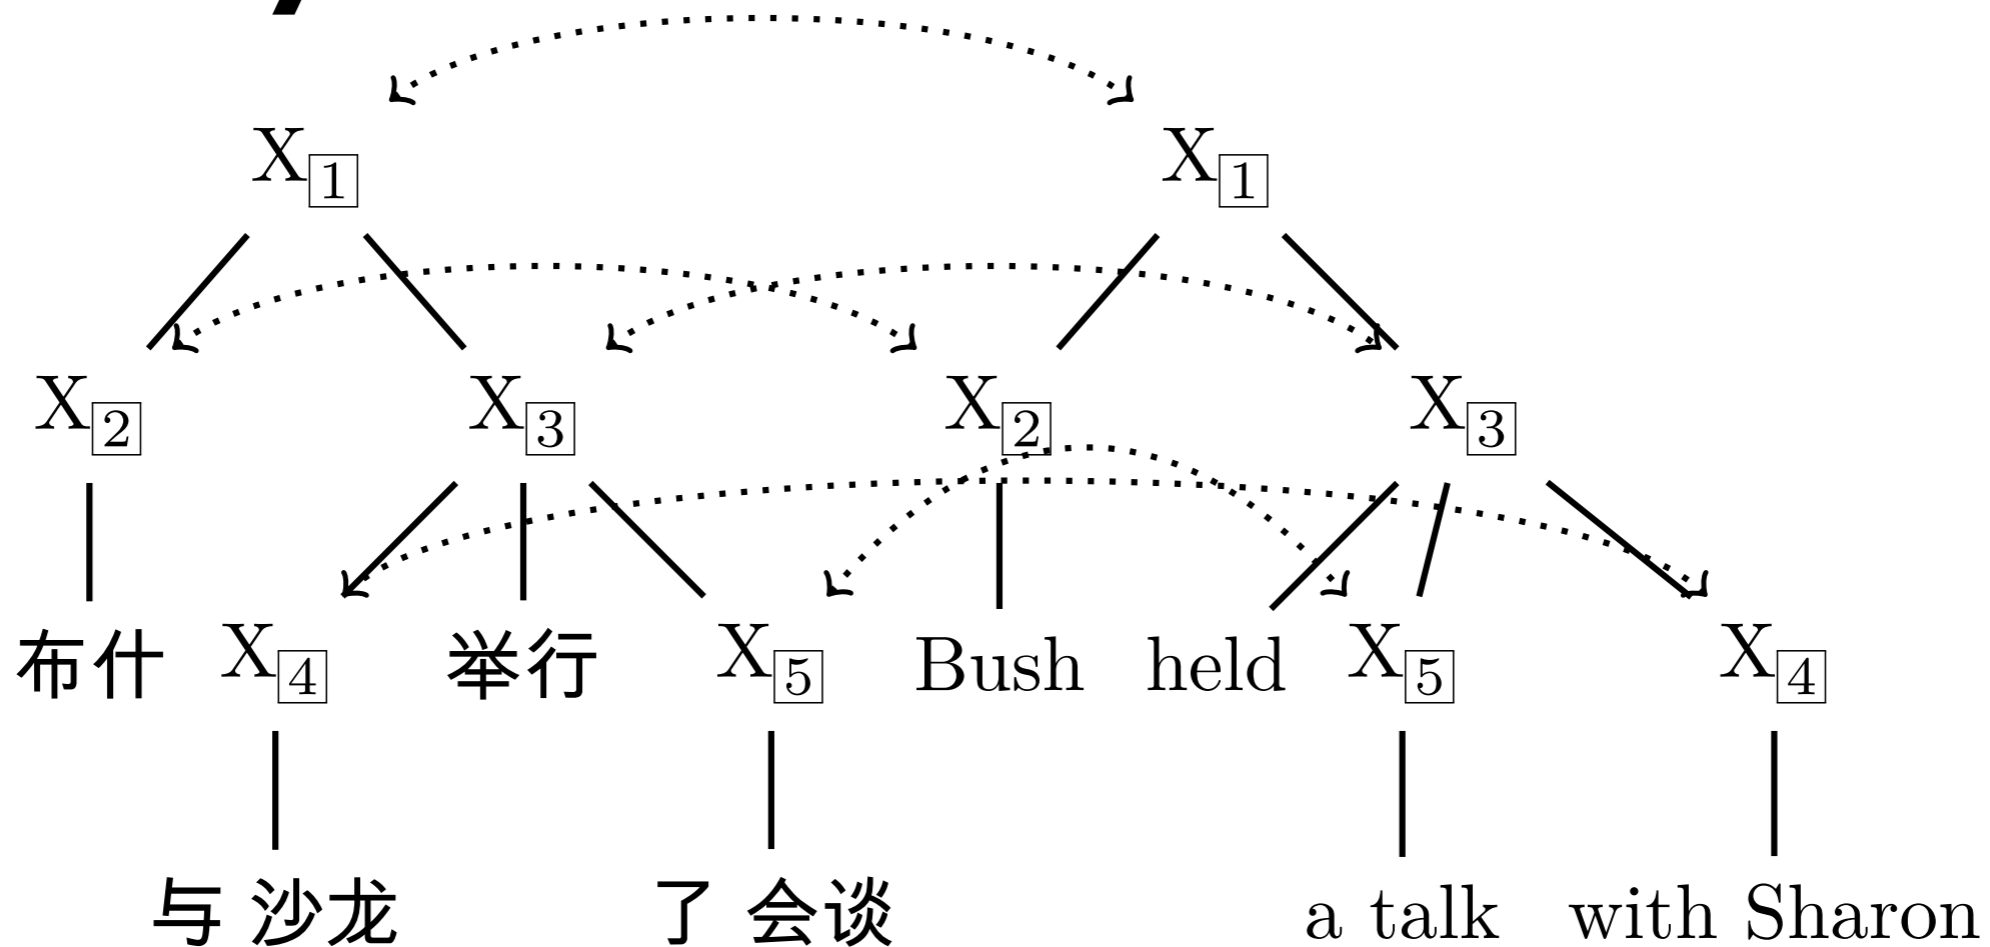 X1 X1
X2 X3 X2 X3
布什 X4 举行 X5 Bush held X5 X4
与 沙龙 了 会谈 a talk with Sharon